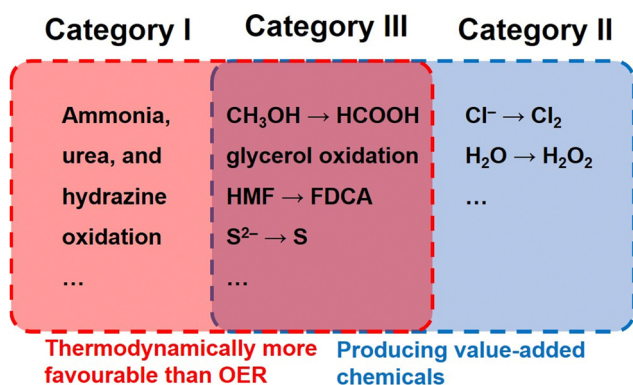 Category I
Category III
Category II
Ammonia,
urea, and
hydrazine
oxidation
…
CH₃OH → HCOOH
glycerol oxidation
HMF → FDCA
S²⁻ → S
…
Cl⁻ → Cl₂
H₂O → H₂O₂
…
Thermodynamically more
favourable than OER
Producing value-added
chemicals